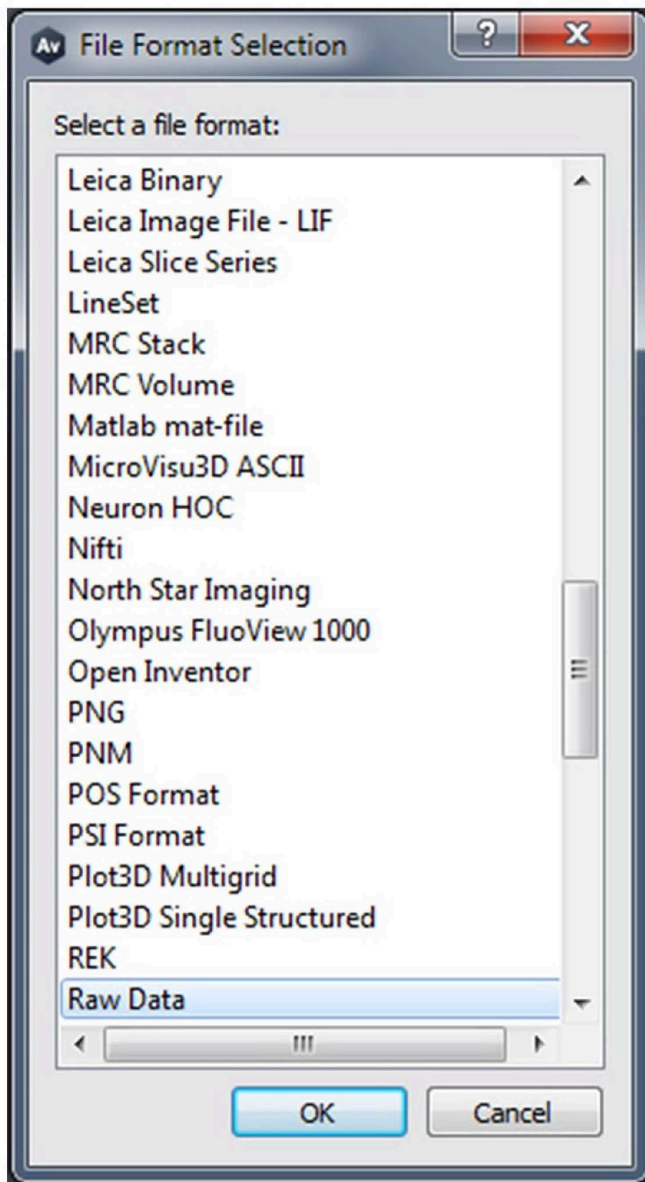 Av File Format Selection
Select a file format:
Leica Binary
Leica Image File - LIF
Leica Slice Series
LineSet
MRC Stack
MRC Volume
Matlab mat-file
MicroVisu3D ASCII
Neuron HOC
Nifti
North Star Imaging
Olympus FluoView 1000
Open Inventor
PNG
PNM
POS Format
PSI Format
Plot3D Multigrid
Plot3D Single Structured
REK
Raw Data
OK Cancel